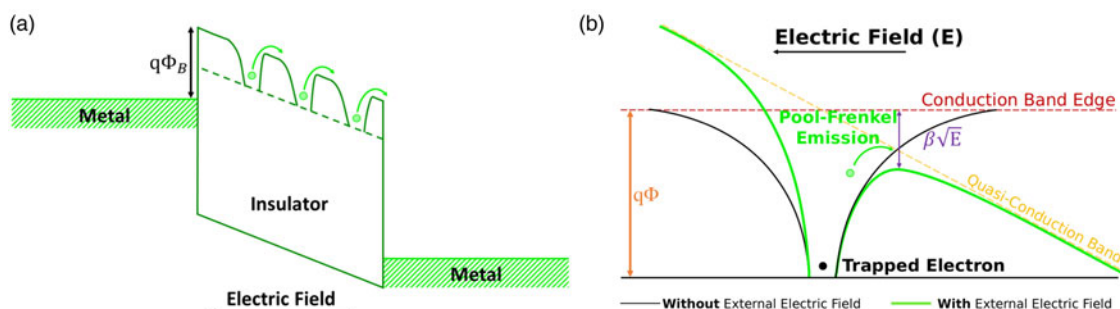 (a)
qΦB
Metal
Insulator
Metal
Electric Field
(b)
Electric Field (E)
Conduction Band Edge
Pool-Frenkel
Emission
β√E
qΦ
Quasi-Conduction Band
Trapped Electron
Without External Electric Field
With External Electric Field